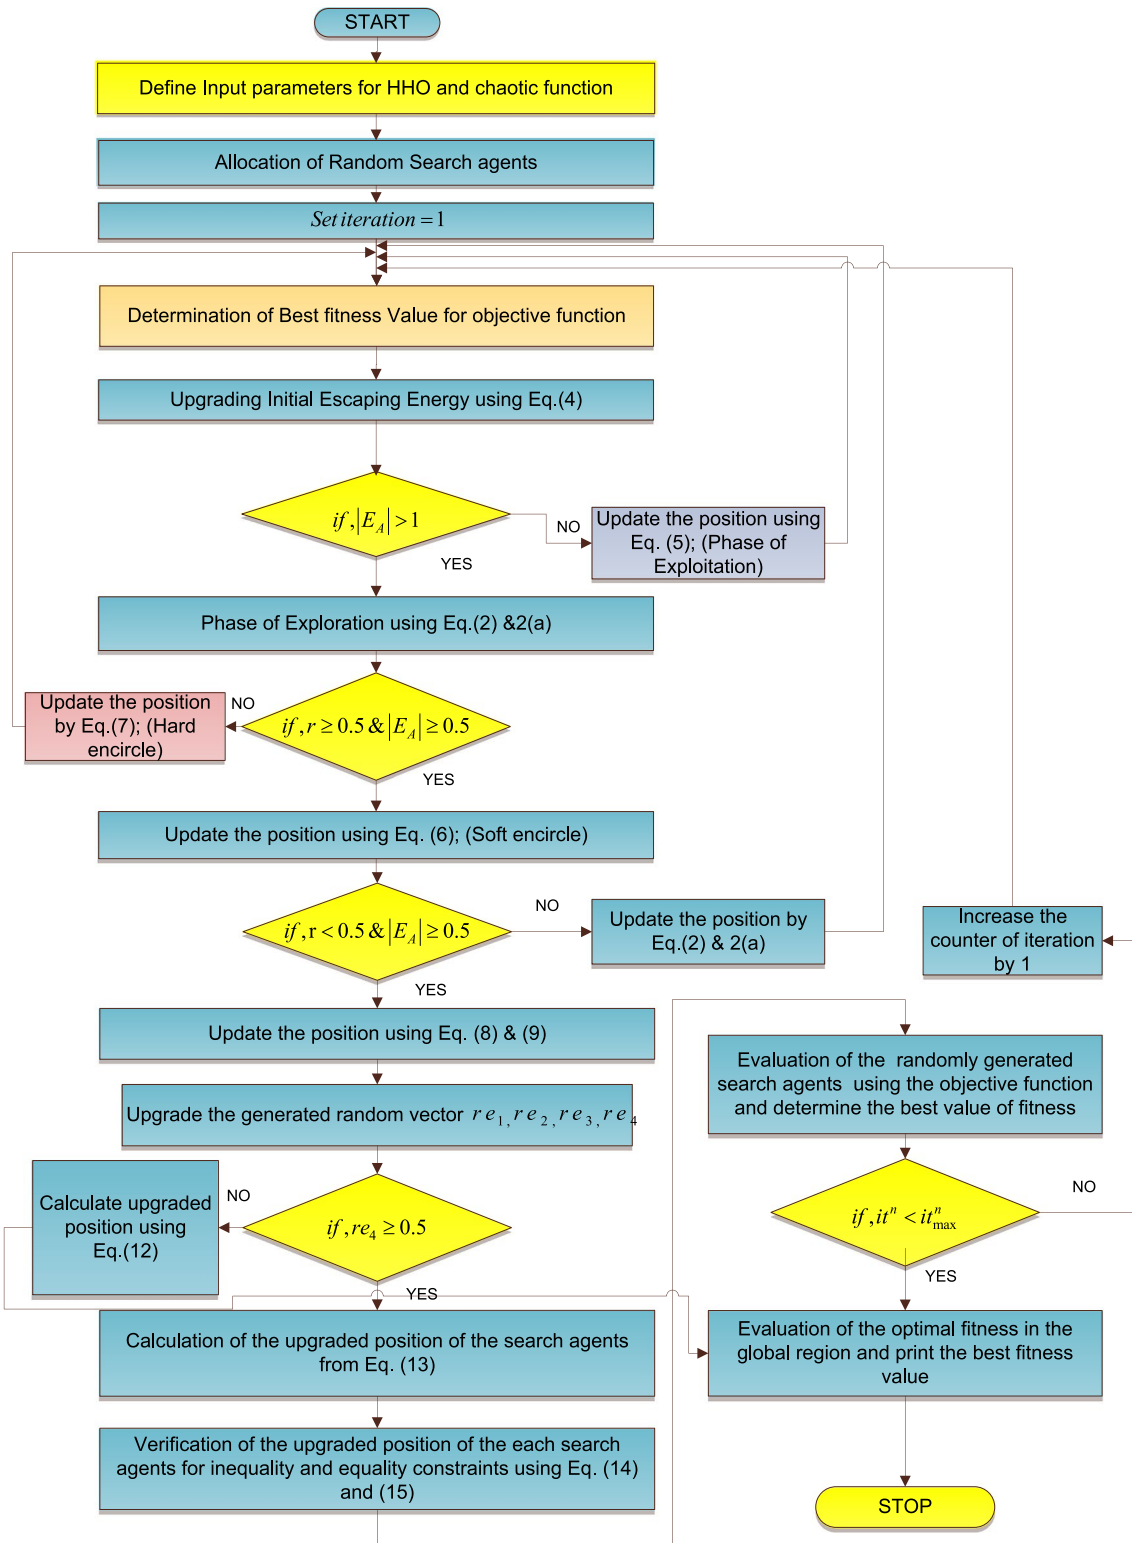 START
Define Input parameters for HHO and chaotic function
Allocation of Random Search agents
Set iteration = 1
Determination of Best fitness Value for objective function
Upgrading Initial Escaping Energy using Eq.(4)
if ,|E_A| > 1
NO
Update the position using
Eq. (5); (Phase of
Exploitation)
YES
Phase of Exploration using Eq.(2) &2(a)
Update the position
by Eq.(7); (Hard
encircle)
NO
if , r ≥ 0.5 & |E_A| ≥ 0.5
YES
Update the position using Eq. (6); (Soft encircle)
if , r < 0.5 & |E_A| ≥ 0.5
NO
Update the position by
Eq.(2) & 2(a)
Increase the
counter of iteration
by 1
YES
Update the position using Eq. (8) & (9)
Upgrade the generated random vector re₁, re₂, re₃, re₄
Calculate upgraded
position using
Eq.(12)
NO
if , re₄ ≥ 0.5
YES
Calculation of the upgraded position of the search agents
from Eq. (13)
Verification of the upgraded position of the each search
agents for inequality and equality constraints using Eq. (14)
and (15)
Evaluation of the randomly generated
search agents using the objective function
and determine the best value of fitness
if , itⁿ < itⁿ_max
NO
YES
Evaluation of the optimal fitness in the
global region and print the best fitness
value
STOP